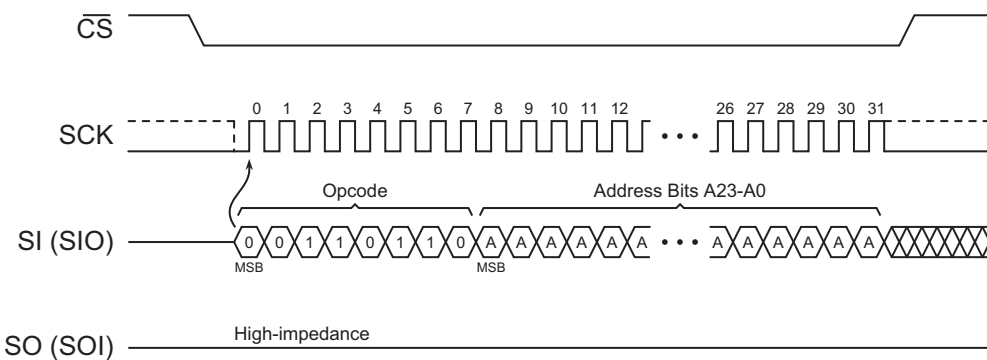 CS
0 1 2 3 4 5 6 7 8 9 10 11 12 26 27 28 29 30 31
SCK
• • •
Opcode Address Bits A23-A0
SI (SIO) 0 0 1 1 0 1 1 0 A A A A A A • • • A A A A A A
MSB MSB
High-impedance
SO (SOI)